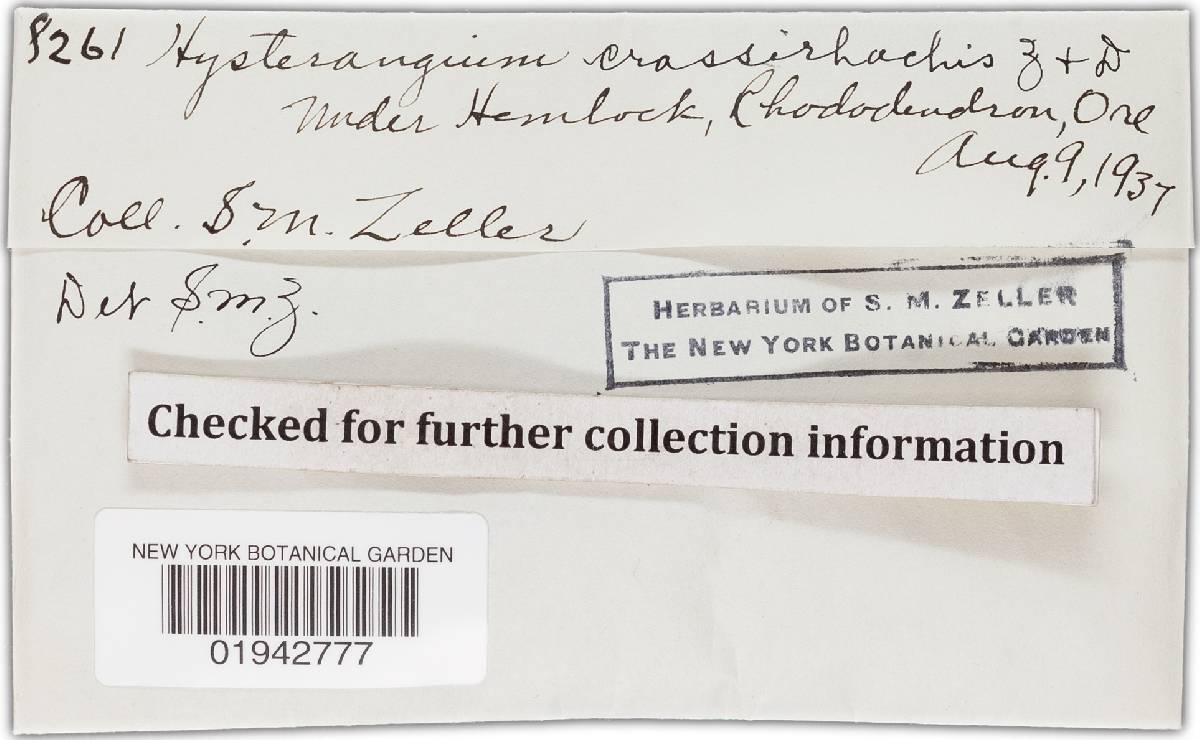 8261 Hysterangium crassirhachis Z + D
Under Hemlock, Rhododendron, Ore
Aug. 9, 1937
Coll. S. M. Zeller
Det S. M. Z.
HERBARIUM OF S. M. ZELLER
THE NEW YORK BOTANICAL GARDEN
Checked for further collection information
NEW YORK BOTANICAL GARDEN
01942777